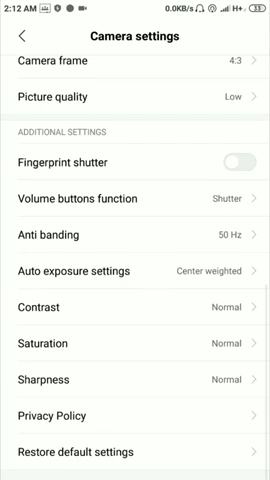 2:12 AM 0.0KB/s H+ 33
Camera settings
Camera frame 4:3
Picture quality Low
ADDITIONAL SETTINGS
Fingerprint shutter
Volume buttons function Shutter
Anti banding 50 Hz
Auto exposure settings Center weighted
Contrast Normal
Saturation Normal
Sharpness Normal
Privacy Policy
Restore default settings